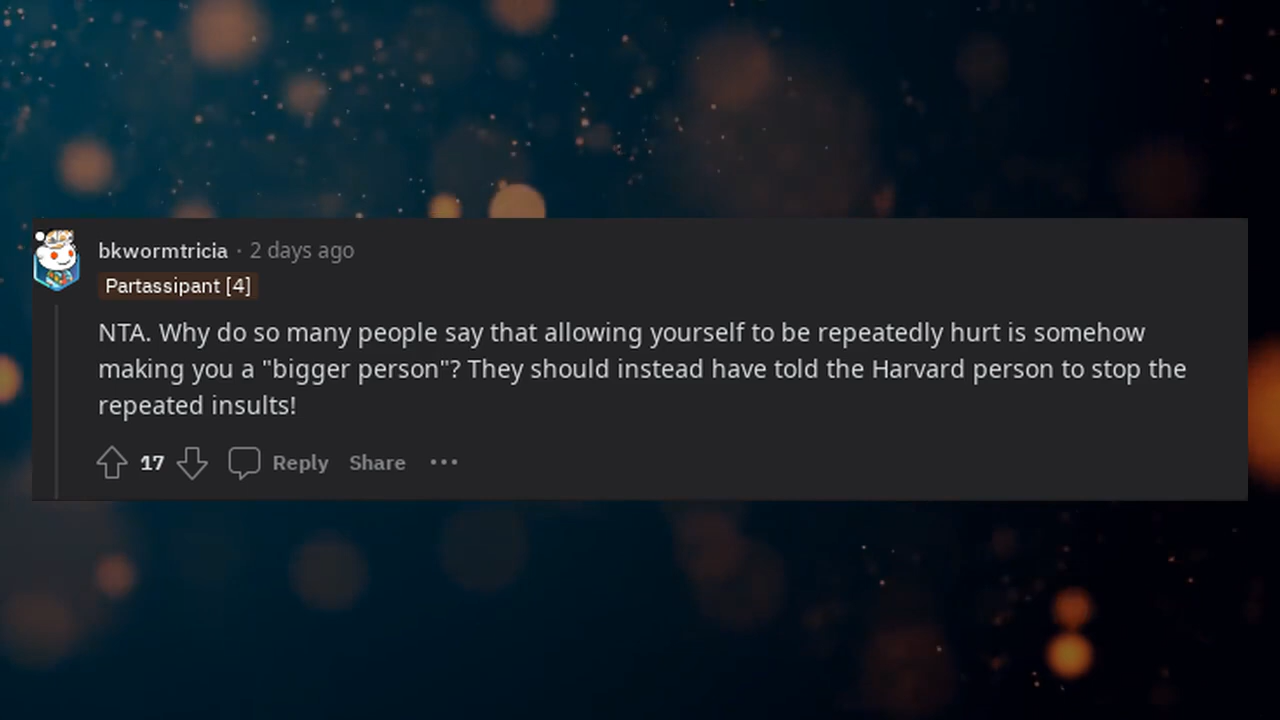 bkwormtricia · 2 days ago
Partassipant [4]
NTA. Why do so many people say that allowing yourself to be repeatedly hurt is somehow
making you a "bigger person"? They should instead have told the Harvard person to stop the
repeated insults!
17 Reply Share ···